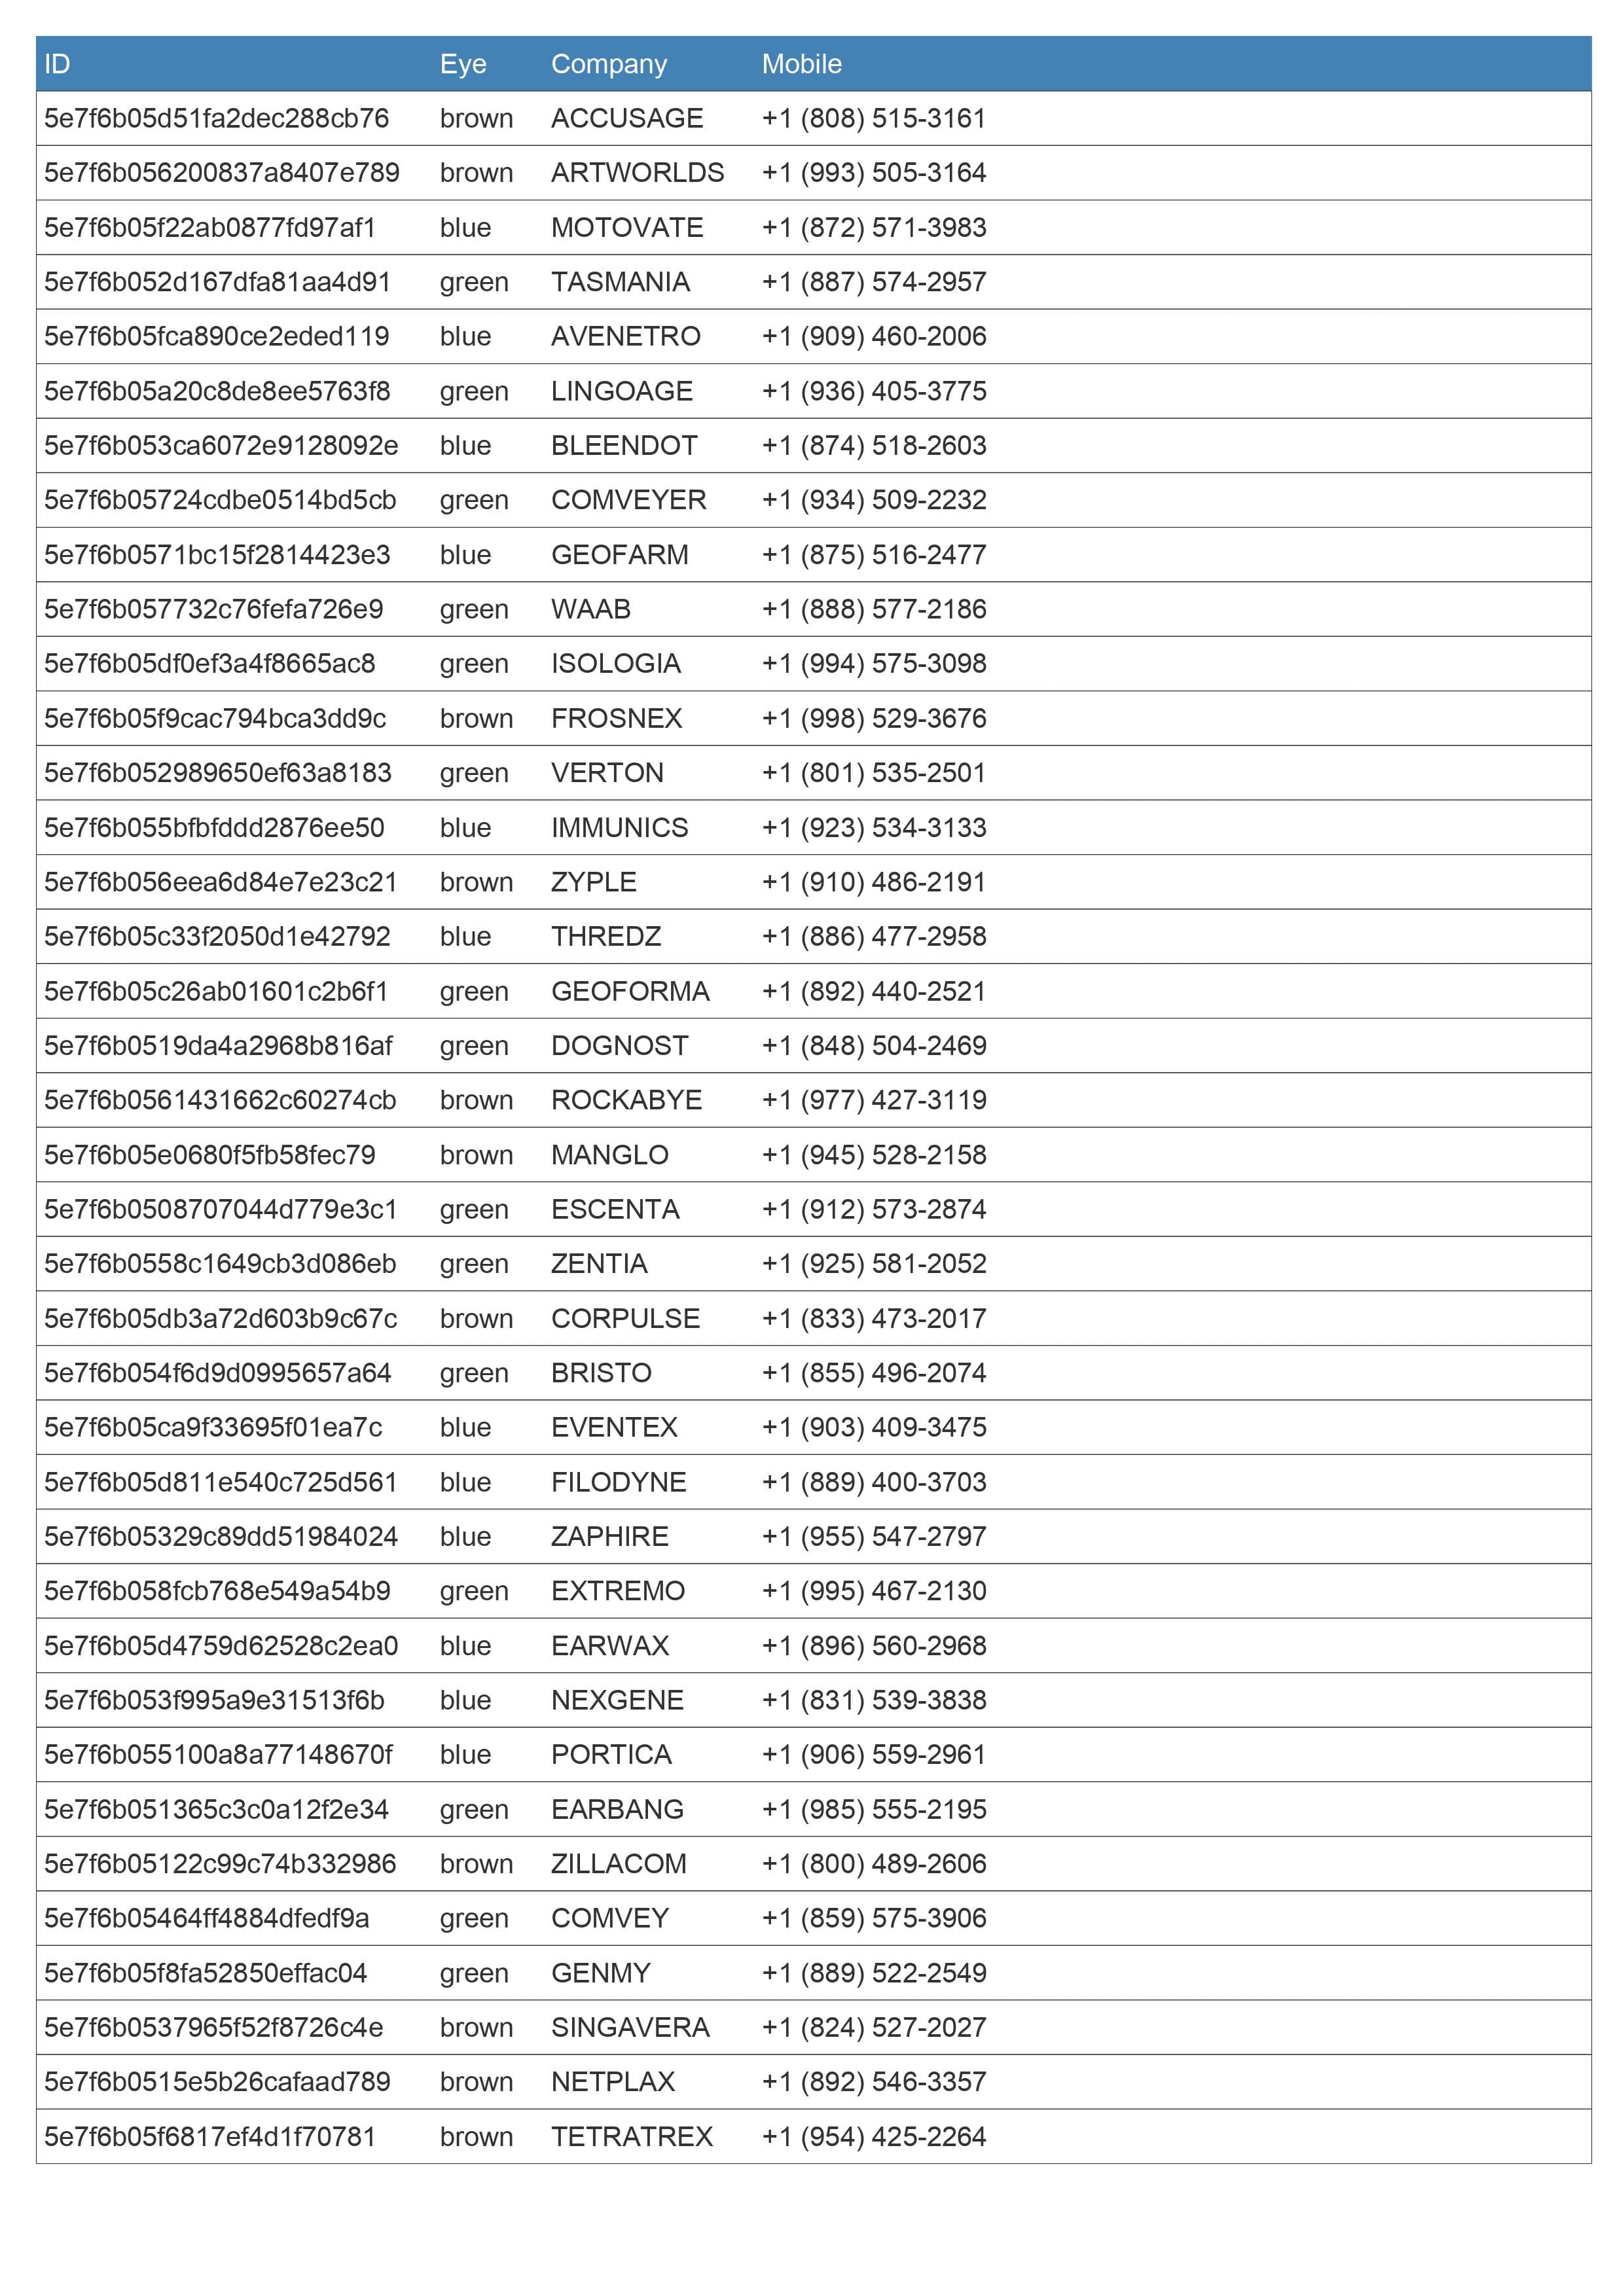 ID Eye Company Mobile
5e7f6b05d51fa2dec288cb76 brown ACCUSAGE +1 (808) 515-3161
5e7f6b056200837a8407e789 brown ARTWORLDS +1 (993) 505-3164
5e7f6b05f22ab0877fd97af1 blue MOTOVATE +1 (872) 571-3983
5e7f6b052d167dfa81aa4d91 green TASMANIA +1 (887) 574-2957
5e7f6b05fca890ce2eded119 blue AVENETRO +1 (909) 460-2006
5e7f6b05a20c8de8ee5763f8 green LINGOAGE +1 (936) 405-3775
5e7f6b053ca6072e9128092e blue BLEENDOT +1 (874) 518-2603
5e7f6b05724cdbe0514bd5cb green COMVEYER +1 (934) 509-2232
5e7f6b0571bc15f2814423e3 blue GEOFARM +1 (875) 516-2477
5e7f6b057732c76fefa726e9 green WAAB +1 (888) 577-2186
5e7f6b05df0ef3a4f8665ac8 green ISOLOGIA +1 (994) 575-3098
5e7f6b05f9cac794bca3dd9c brown FROSNEX +1 (998) 529-3676
5e7f6b052989650ef63a8183 green VERTON +1 (801) 535-2501
5e7f6b055bfbfddd2876ee50 blue IMMUNICS +1 (923) 534-3133
5e7f6b056eea6d84e7e23c21 brown ZYPLE +1 (910) 486-2191
5e7f6b05c33f2050d1e42792 blue THREDZ +1 (886) 477-2958
5e7f6b05c26ab01601c2b6f1 green GEOFORMA +1 (892) 440-2521
5e7f6b0519da4a2968b816af green DOGNOST +1 (848) 504-2469
5e7f6b0561431662c60274cb brown ROCKABYE +1 (977) 427-3119
5e7f6b05e0680f5fb58fec79 brown MANGLO +1 (945) 528-2158
5e7f6b0508707044d779e3c1 green ESCENTA +1 (912) 573-2874
5e7f6b0558c1649cb3d086eb green ZENTIA +1 (925) 581-2052
5e7f6b05db3a72d603b9c67c brown CORPULSE +1 (833) 473-2017
5e7f6b054f6d9d0995657a64 green BRISTO +1 (855) 496-2074
5e7f6b05ca9f33695f01ea7c blue EVENTEX +1 (903) 409-3475
5e7f6b05d811e540c725d561 blue FILODYNE +1 (889) 400-3703
5e7f6b05329c89dd51984024 blue ZAPHIRE +1 (955) 547-2797
5e7f6b058fcb768e549a54b9 green EXTREMO +1 (995) 467-2130
5e7f6b05d4759d62528c2ea0 blue EARWAX +1 (896) 560-2968
5e7f6b053f995a9e31513f6b blue NEXGENE +1 (831) 539-3838
5e7f6b055100a8a77148670f blue PORTICA +1 (906) 559-2961
5e7f6b051365c3c0a12f2e34 green EARBANG +1 (985) 555-2195
5e7f6b05122c99c74b332986 brown ZILLACOM +1 (800) 489-2606
5e7f6b05464ff4884dfedf9a green COMVEY +1 (859) 575-3906
5e7f6b05f8fa52850effac04 green GENMY +1 (889) 522-2549
5e7f6b0537965f52f8726c4e brown SINGAVERA +1 (824) 527-2027
5e7f6b0515e5b26cafaad789 brown NETPLAX +1 (892) 546-3357
5e7f6b05f6817ef4d1f70781 brown TETRATREX +1 (954) 425-2264